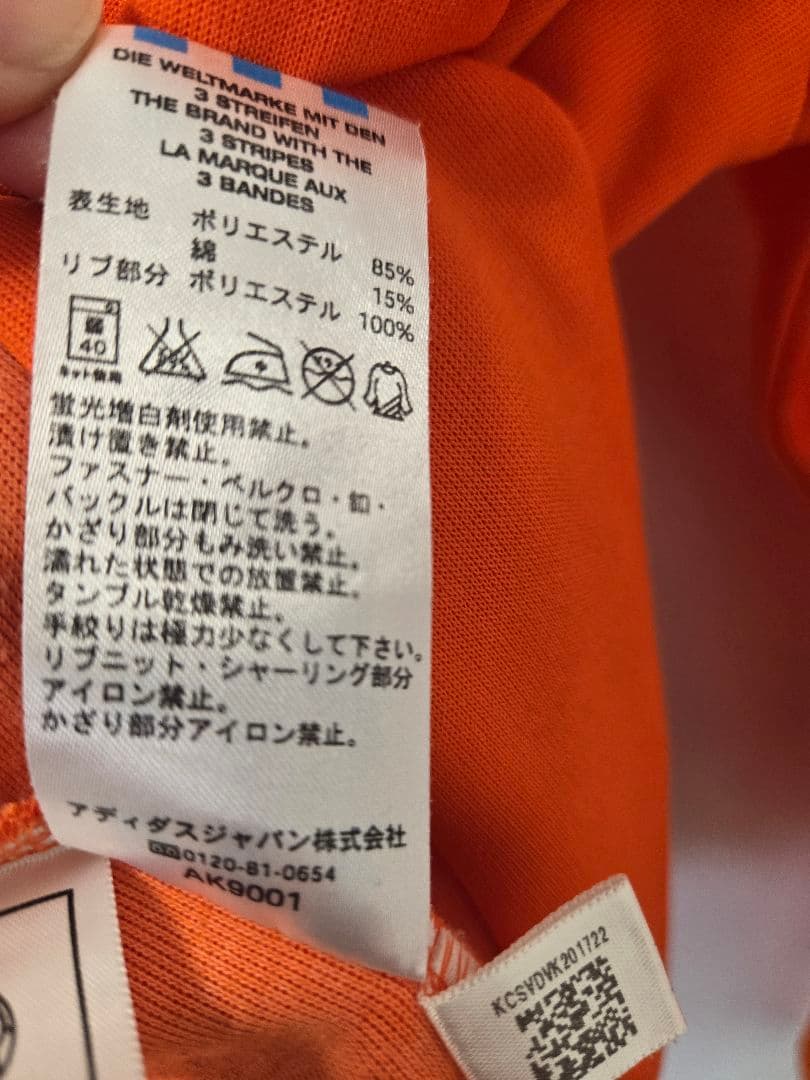 DIE WELTMARKE MIT DEN
3 STREIFEN
THE BRAND WITH THE
3 STRIPES
LA MARQUE AUX
3 BANDES
表生地 ポリエステル 85%
綿 15%
リブ部分 ポリエステル 100%
弱
40
ネット使用
蛍光増白剤使用禁止。
漬け置き禁止。
ファスナー・ベルクロ・釦・
バックルは閉じて洗う。
かざり部分もみ洗い禁止。
濡れた状態での放置禁止。
タンブル乾燥禁止。
手絞りは極力少なくして下さい。
リブニット・シャーリング部分
アイロン禁止。
かざり部分アイロン禁止。
アディダスジャパン株式会社
0120-81-0654
AK9001
KCSVDVK201722